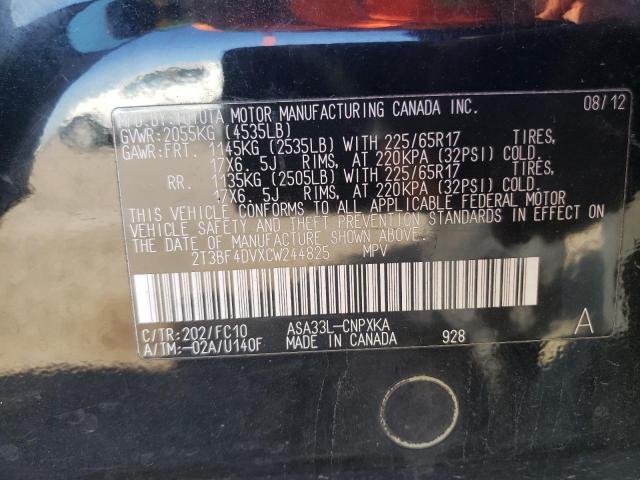 MFD.BY:TOYOTA MOTOR MANUFACTURING CANADA INC. 08/12
GVWR:2055KG (4535LB)
GAWR:FRT. 1145KG (2535LB) WITH 225/65R17 TIRES,
17X6. 5J RIMS, AT 220KPA (32PSI) COLD.
RR. 1135KG (2505LB) WITH 225/65R17 TIRES,
17X6. 5J RIMS, AT 220KPA (32PSI) COLD.
THIS VEHICLE CONFORMS TO ALL APPLICABLE FEDERAL MOTOR
VEHICLE SAFETY AND THEFT PREVENTION STANDARDS IN EFFECT ON
THE DATE OF MANUFACTURE SHOWN ABOVE.
2T3BF4DVXCW244825 MPV
C/TR:202/FC10 ASA33L-CNPXKA A
A/TM:-02A/U140F MADE IN CANADA 928